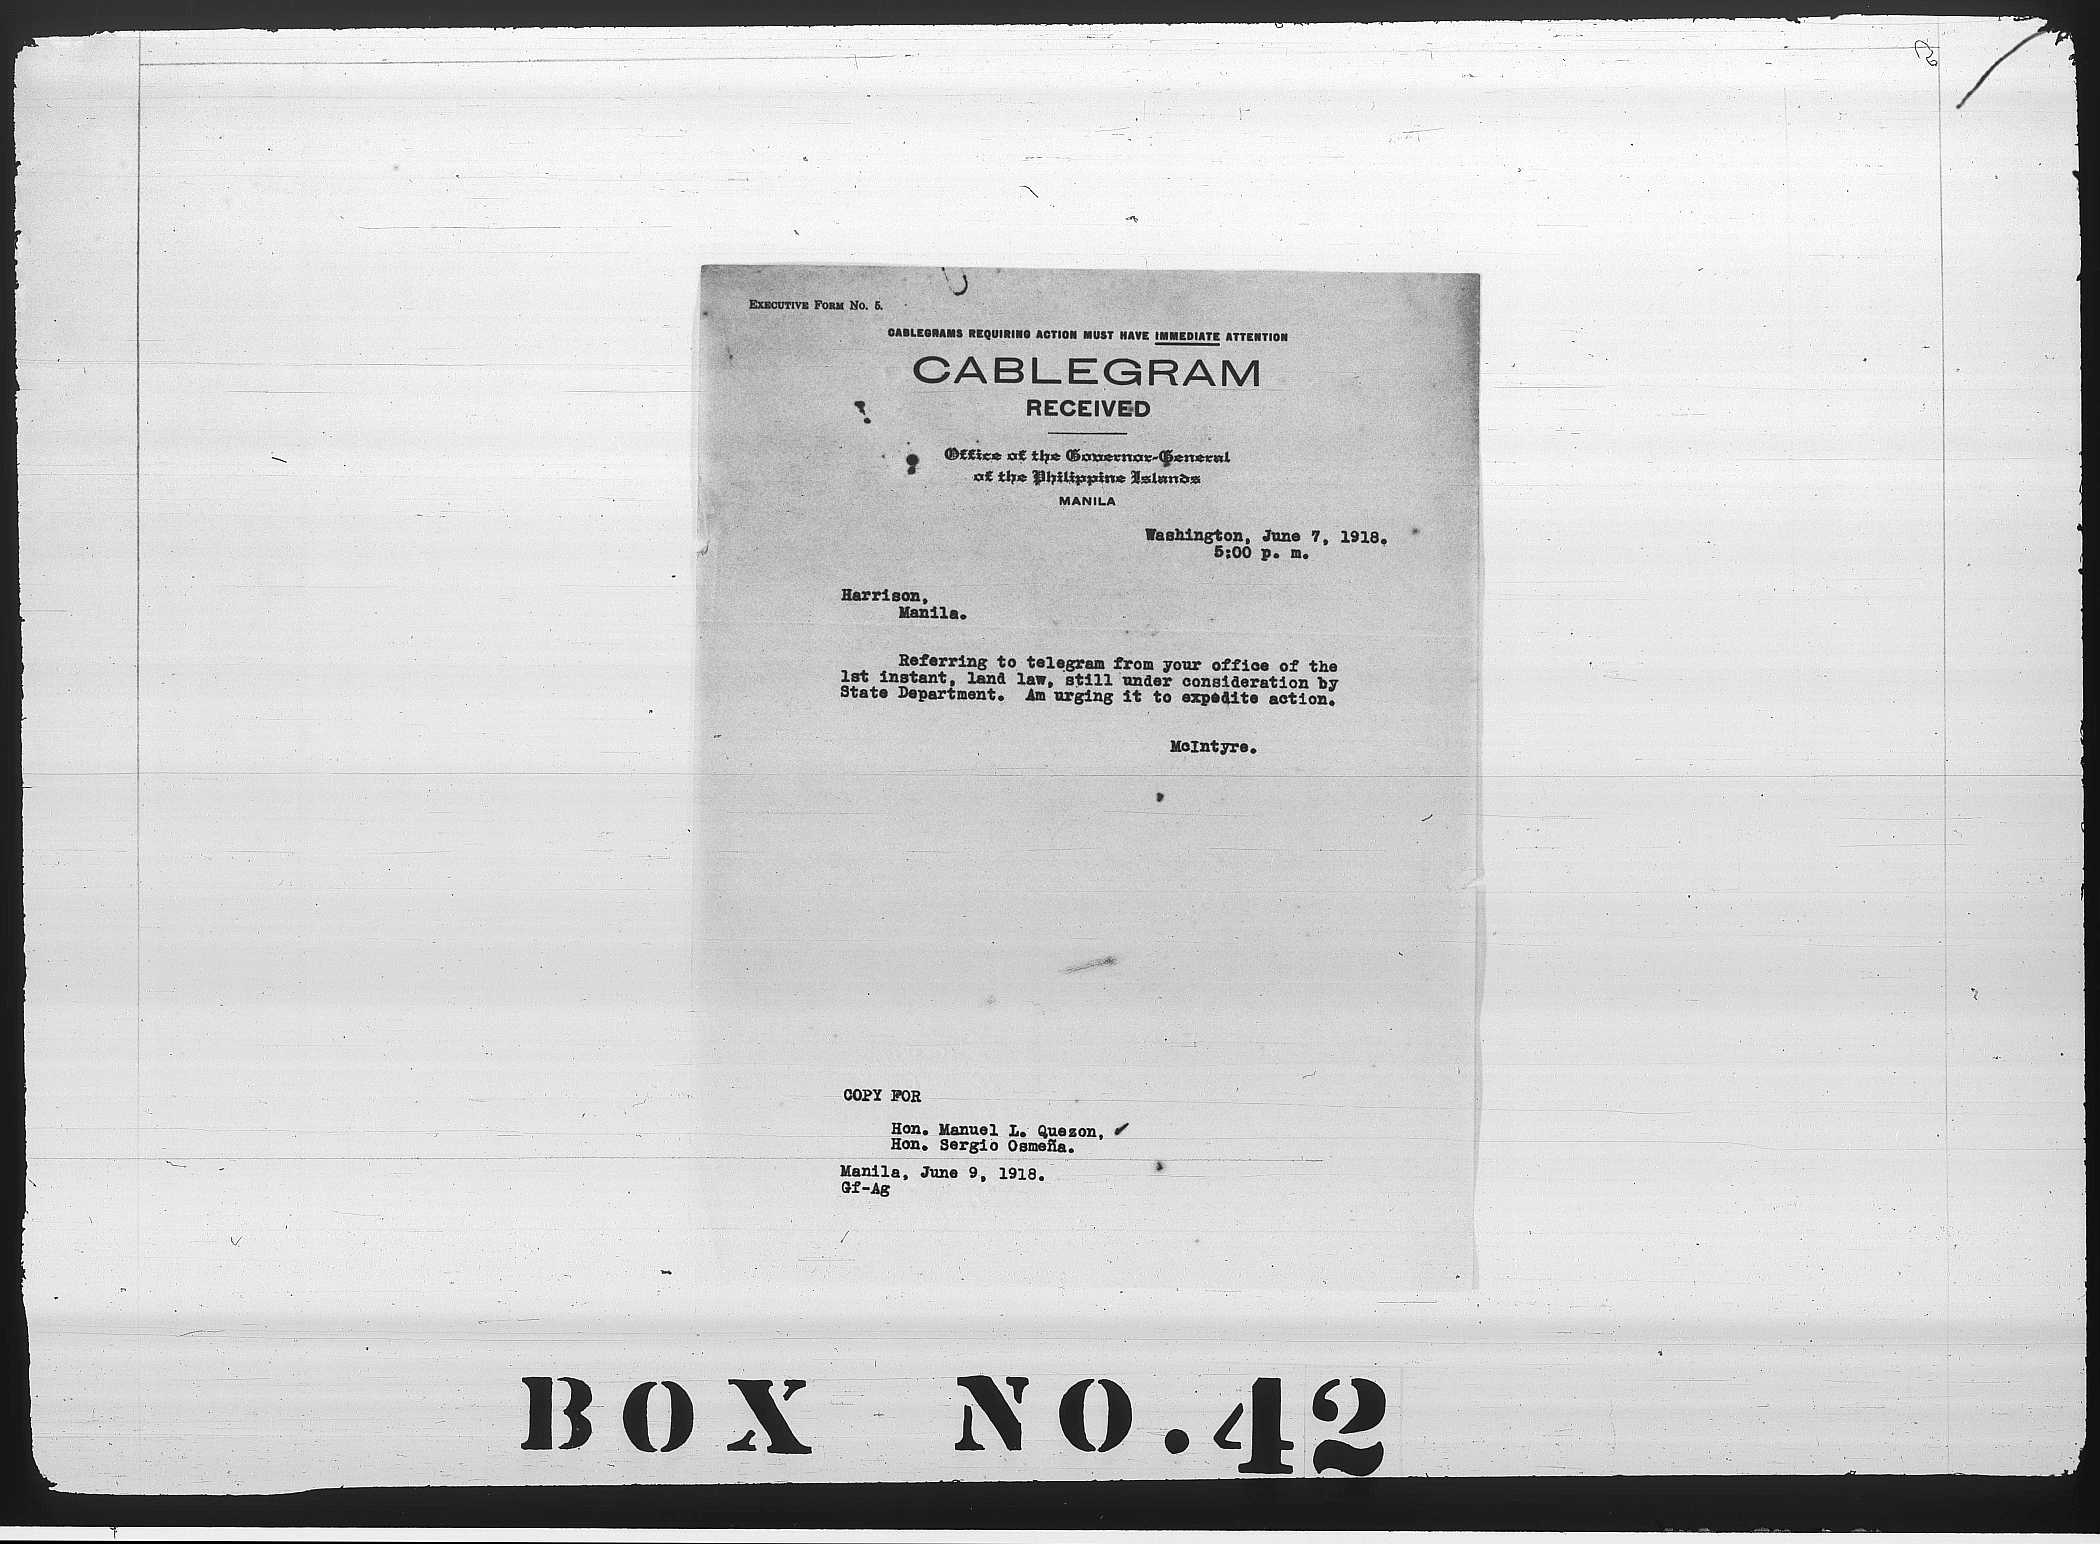 EXECUTIVE FORM NO. 5.
CABLEGRAMS REQUIRING ACTION MUST HAVE IMMEDIATE ATTENTION
CABLEGRAM
RECEIVED
Office of the Governor-General
of the Philippine Islands
MANILA
Washington, June 7, 1918.
5:00 p. m.
Harrison,
Manila.
Referring to telegram from your office of the
1st instant, land law, still under consideration by
State Department. Am urging it to expedite action.
McIntyre.
COPY FOR
Hon. Manuel L. Quezon,
Hon. Sergio Osmeña.
Manila, June 9, 1918.
Gf-Ag
BOX NO. 42